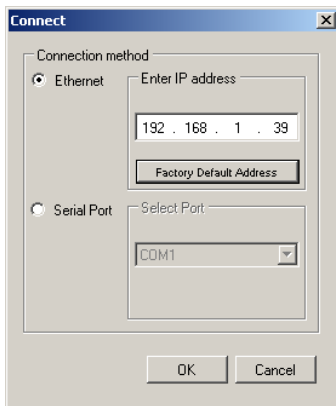 Connect
Connection method
Ethernet
Enter IP address
192 . 168 . 1 . 39
Factory Default Address
Serial Port
Select Port
COM1
OK Cancel